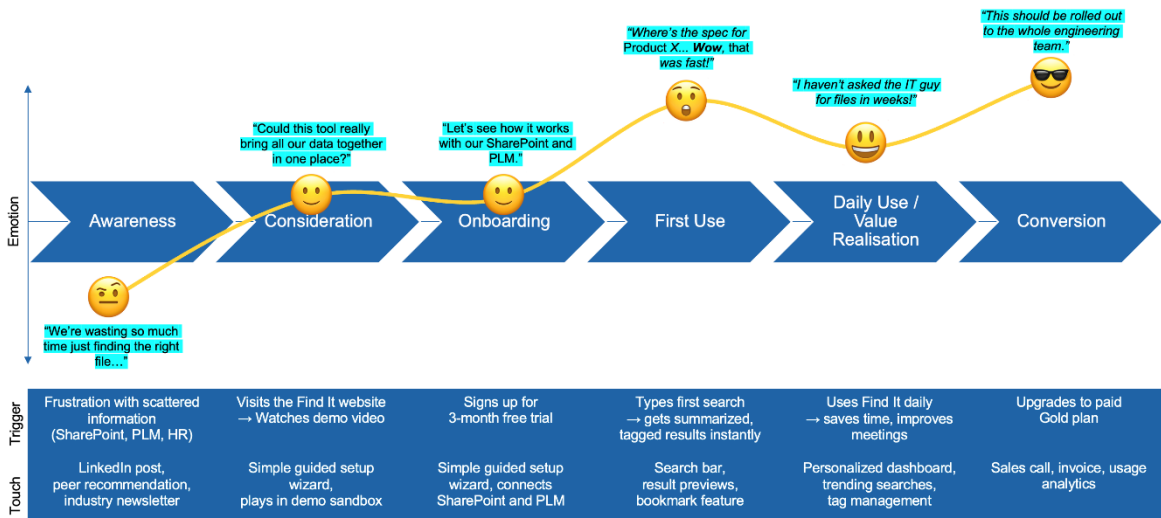 “This should be rolled out
to the whole engineering
team.”
“Where’s the spec for
Product X... Wow, that
was fast!”
“I haven’t asked the IT guy
for files in weeks!”
“Could this tool really
bring all our data together
in one place?”
“Let’s see how it works
with our SharePoint and
PLM.”
Emotion
Awareness
Consideration
Onboarding
First Use
Daily Use /
Value
Realisation
Conversion
“We’re wasting so much
time just finding the right
file…”
Trigger
Frustration with scattered
information
(SharePoint, PLM, HR)
Visits the Find It website
→ Watches demo video
Signs up for
3-month free trial
Types first search
→ gets summarized,
tagged results instantly
Uses Find It daily
→ saves time, improves
meetings
Upgrades to paid
Gold plan
Touch
LinkedIn post,
peer recommendation,
industry newsletter
Simple guided setup
wizard,
plays in demo sandbox
Simple guided setup
wizard, connects
SharePoint and PLM
Search bar,
result previews,
bookmark feature
Personalized dashboard,
trending searches,
tag management
Sales call, invoice, usage
analytics